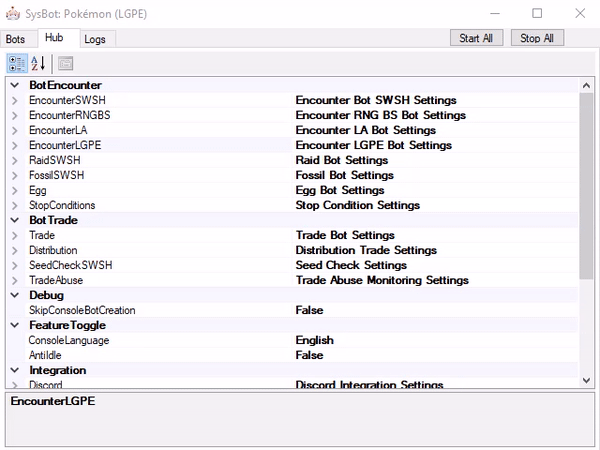 SysBot: Pokémon (LGPE)
Bots Hub Logs Start All Stop All
BotEncounter
EncounterSWSH Encounter Bot SWSH Settings
EncounterRNGBS Encounter RNG BS Bot Settings
EncounterLA Encounter LA Bot Settings
EncounterLGPE Encounter LGPE Bot Settings
RaidSWSH Raid Bot Settings
FossilSWSH Fossil Bot Settings
Egg Egg Bot Settings
StopConditions Stop Condition Settings
BotTrade
Trade Trade Bot Settings
Distribution Distribution Trade Settings
SeedCheckSWSH Seed Check Settings
TradeAbuse Trade Abuse Monitoring Settings
Debug
SkipConsoleBotCreation False
FeatureToggle
ConsoleLanguage English
AntiIdle False
Integration
Discord Discord Integration Settings
EncounterLGPE